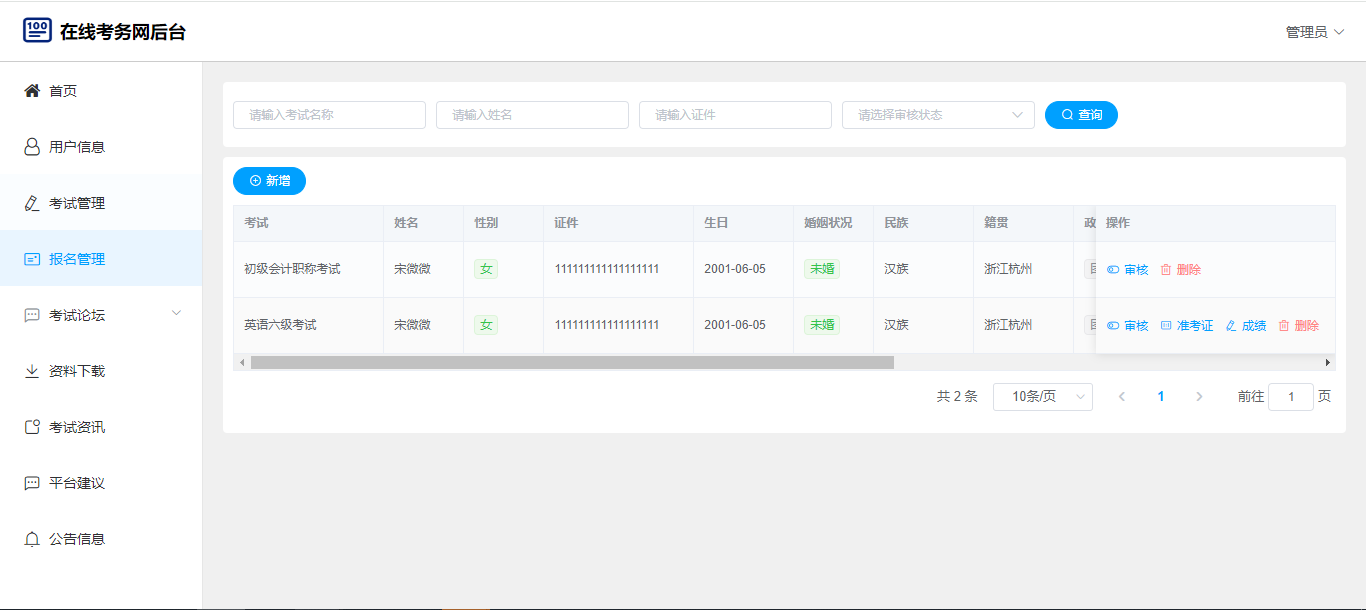 100
在线考务网后台
管理员
首页
用户信息
考试管理
报名管理
考试论坛
资料下载
考试资讯
平台建议
公告信息
请输入考试名称 请输入姓名 请输入证件 请选择审核状态 查询
新增
考试 姓名 性别 证件 生日 婚姻状况 民族 籍贯 政 操作
初级会计职称考试 宋微微 女 111111111111111111 2001-06-05 未婚 汉族 浙江杭州 审核 删除
英语六级考试 宋微微 女 111111111111111111 2001-06-05 未婚 汉族 浙江杭州 审核 准考证 成绩 删除
共 2 条 10条/页 1 前往 1 页